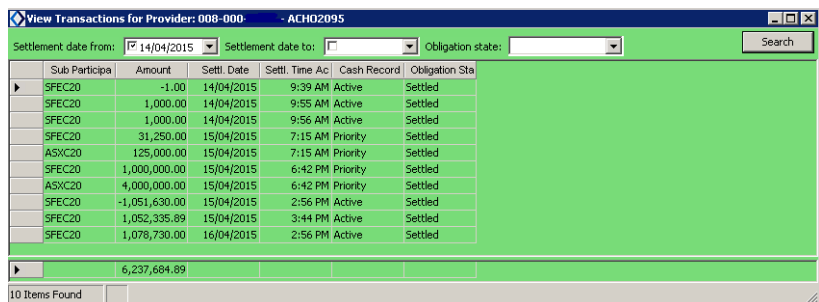 View Transactions for Provider: 008-000- - ACHO2095
Settlement date from: 14/04/2015 Settlement date to: Obligation state: Search
Sub Participa Amount Settl. Date Settl. Time Ac Cash Record Obligation Sta
SFEC20 -1.00 14/04/2015 9:39 AM Active Settled
SFEC20 1,000.00 14/04/2015 9:55 AM Active Settled
SFEC20 1,000.00 14/04/2015 9:56 AM Active Settled
SFEC20 31,250.00 15/04/2015 7:15 AM Priority Settled
ASXC20 125,000.00 15/04/2015 7:15 AM Priority Settled
SFEC20 1,000,000.00 15/04/2015 6:42 PM Priority Settled
ASXC20 4,000,000.00 15/04/2015 6:42 PM Priority Settled
SFEC20 -1,051,630.00 15/04/2015 2:56 PM Active Settled
SFEC20 1,052,335.89 15/04/2015 3:44 PM Active Settled
SFEC20 1,078,730.00 16/04/2015 2:56 PM Active Settled
6,237,684.89
10 Items Found